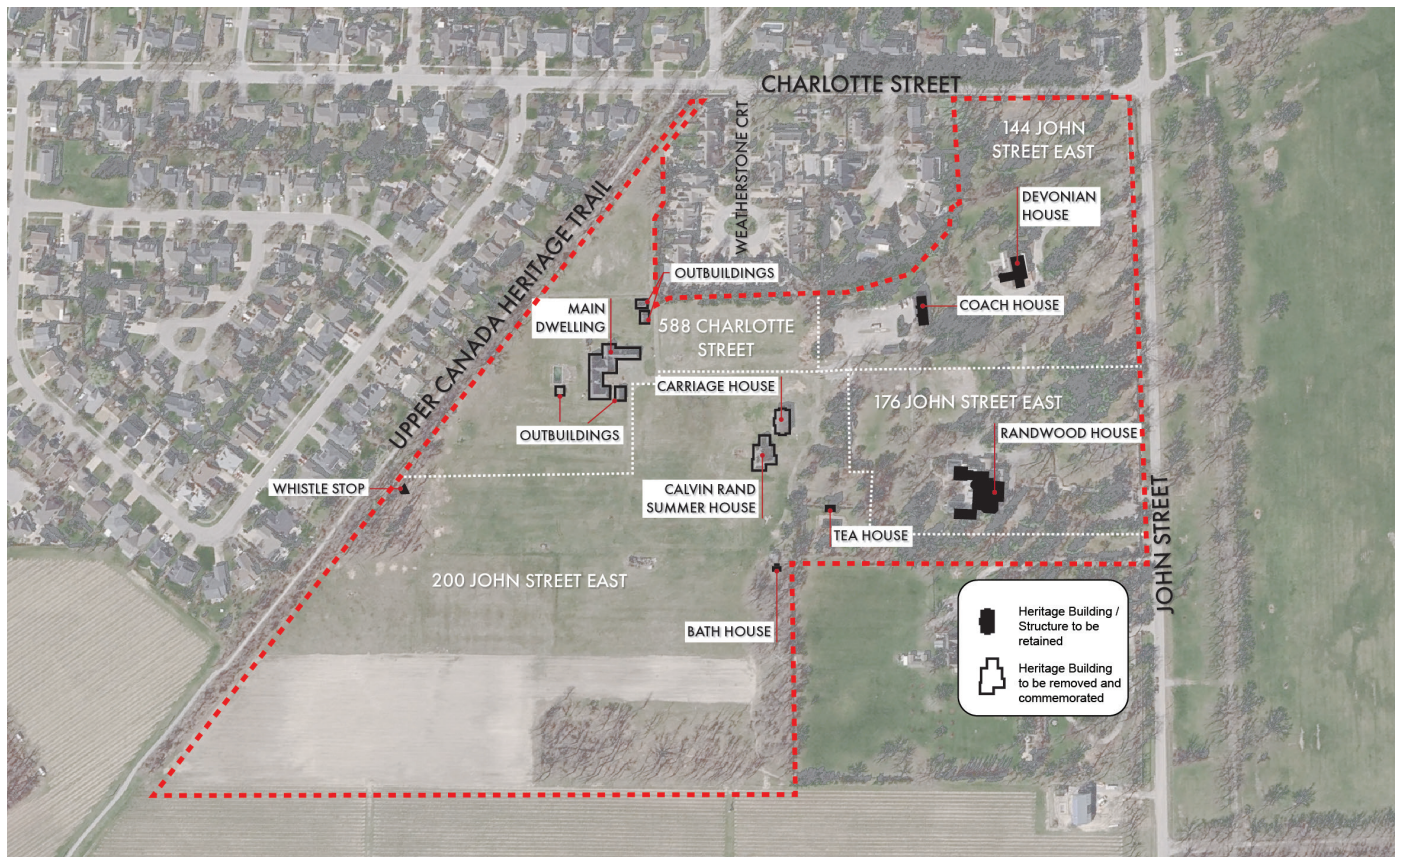 CHARLOTTE STREET
WEATHERSTONE CRT
144 JOHN
STREET EAST
DEVONIAN
HOUSE
UPPER CANADA HERITAGE TRAIL
OUTBUILDINGS
COACH HOUSE
MAIN
DWELLING
588 CHARLOTTE
STREET
CARRIAGE HOUSE
176 JOHN STREET EAST
OUTBUILDINGS
RANDWOOD HOUSE
WHISTLE STOP
CALVIN RAND
SUMMER HOUSE
TEA HOUSE
JOHN STREET
200 JOHN STREET EAST
BATH HOUSE
Heritage Building /
Structure to be
retained
Heritage Building
to be removed and
commemorated